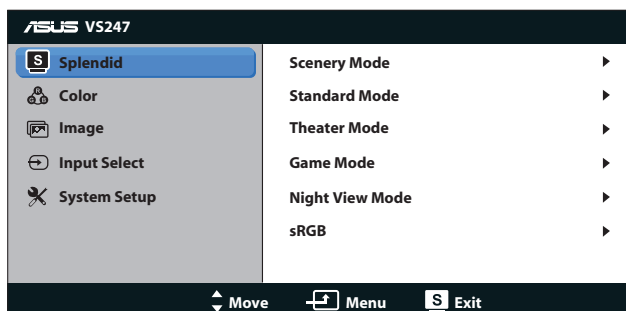 ASUS VS247
S Splendid
Color
Image
Input Select
System Setup
Scenery Mode
Standard Mode
Theater Mode
Game Mode
Night View Mode
sRGB
Move Menu S Exit